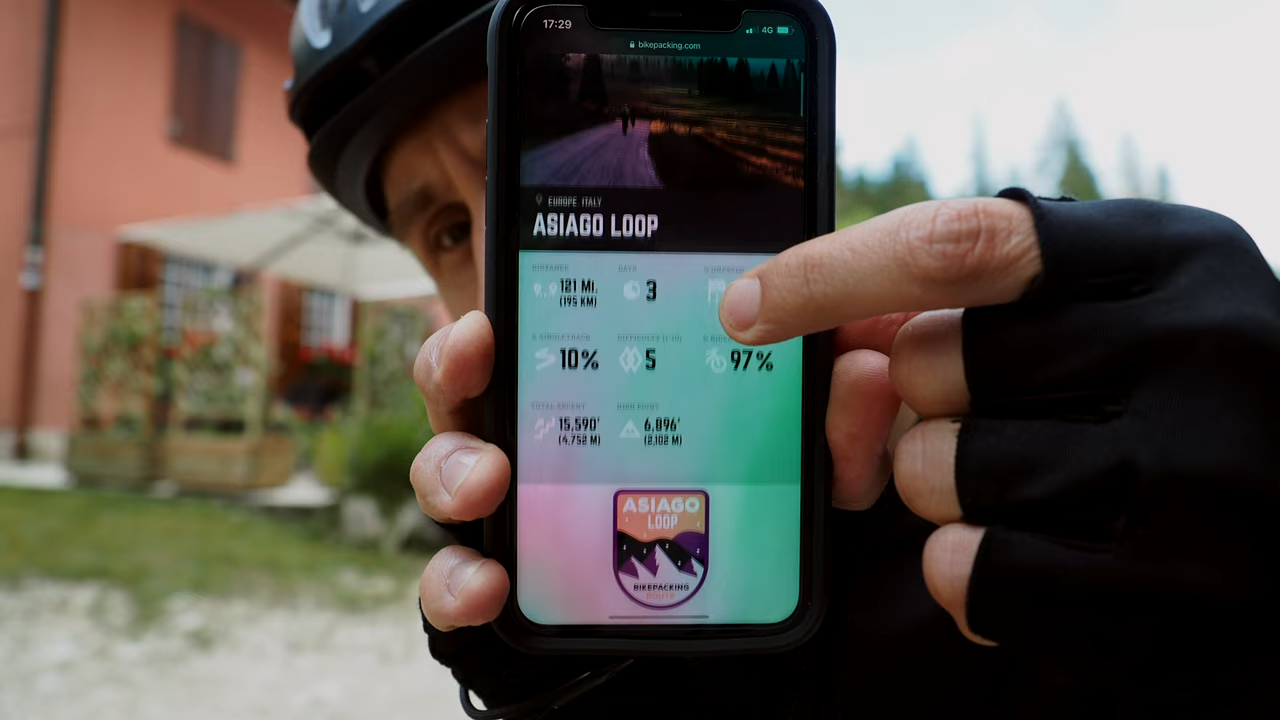 17:29
4G
bikepacking.com
EUROPE, ITALY
ASIAGO LOOP
DISTANCE
DAYS
121 MI.
(195 KM)
3
% SINGLETRACK
DIFFICULTY (1-10)
10%
5
97%
TOTAL ASCENT
HIGH POINT
15,590'
(4,752 M)
6,896'
(2,102 M)
ASIAGO
LOOP
BIKEPACKING
ROUTE